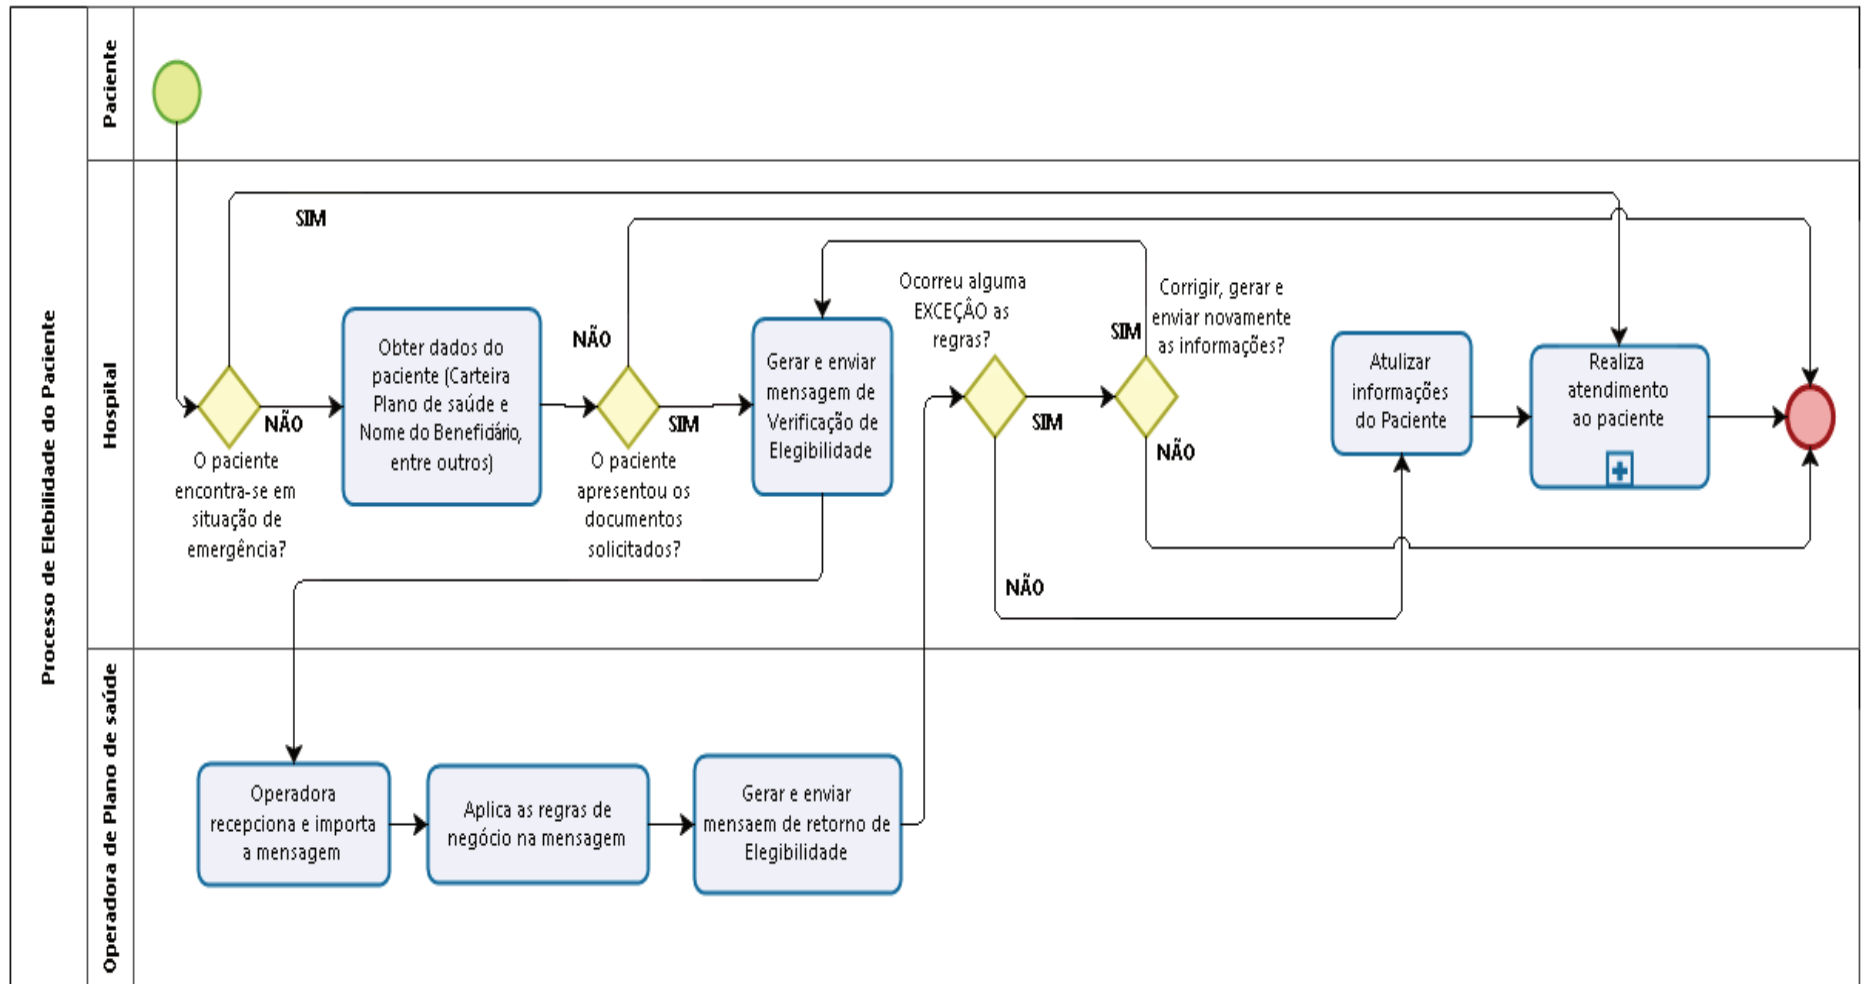 Processo de Elebilidade do Paciente
Paciente
Hospital
Operadora de Plano de saúde
SIM
NÃO
O paciente
encontra-se em
situação de
emergência?
Obter dados do
paciente (Carteira
Plano de saúde e
Nome do Beneficiário,
entre outros)
NÃO
SIM
O paciente
apresentou os
documentos
solicitados?
Gerar e enviar
mensagem de
Verificação de
Elegibilidade
Ocorreu alguma
EXCEÇÂO as
regras?
SIM
NÃO
Corrigir, gerar e
enviar novamente
as informações?
SIM
NÃO
Atulizar
informações
do Paciente
Realiza
atendimento
ao paciente
Operadora
recepciona e importa
a mensagem
Aplica as regras de
negócio na mensagem
Gerar e enviar
mensaem de retorno de
Elegibilidade